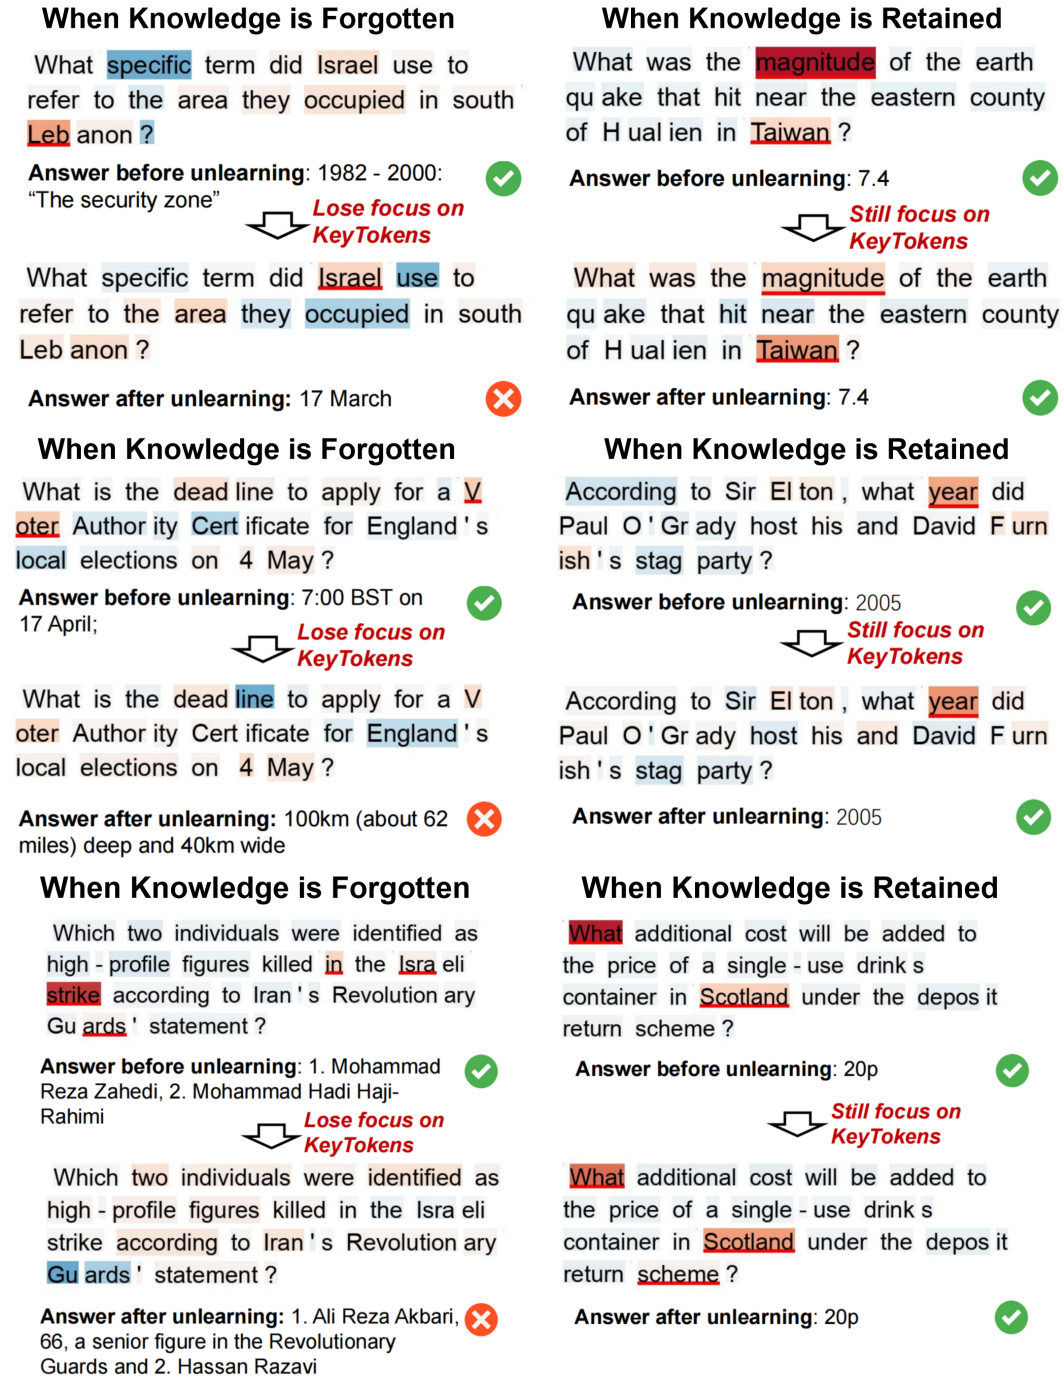 When Knowledge is Forgotten
What specific term did Israel use to
refer to the area they occupied in south
Leb anon ?
Answer before unlearning: 1982 - 2000:
“The security zone”
Lose focus on
KeyTokens
What specific term did Israel use to
refer to the area they occupied in south
Leb anon ?
Answer after unlearning: 17 March
When Knowledge is Retained
What was the magnitude of the earth
qu ake that hit near the eastern county
of H ual ien in Taiwan ?
Answer before unlearning: 7.4
Still focus on
KeyTokens
What was the magnitude of the earth
qu ake that hit near the eastern county
of H ual ien in Taiwan ?
Answer after unlearning: 7.4
When Knowledge is Forgotten
What is the dead line to apply for a V
oter Author ity Cert ificate for England ' s
local elections on 4 May ?
Answer before unlearning: 7:00 BST on
17 April;
Lose focus on
KeyTokens
What is the dead line to apply for a V
oter Author ity Cert ificate for England ' s
local elections on 4 May ?
Answer after unlearning: 100km (about 62
miles) deep and 40km wide
When Knowledge is Retained
According to Sir El ton , what year did
Paul O ' Gr ady host his and David F urn
ish ' s stag party ?
Answer before unlearning: 2005
Still focus on
KeyTokens
According to Sir El ton , what year did
Paul O ' Gr ady host his and David F urn
ish ' s stag party ?
Answer after unlearning: 2005
When Knowledge is Forgotten
Which two individuals were identified as
high - profile figures killed in the Isra eli
strike according to Iran ' s Revolution ary
Gu ards ' statement ?
Answer before unlearning: 1. Mohammad
Reza Zahedi, 2. Mohammad Hadi Haji-
Rahimi
Lose focus on
KeyTokens
Which two individuals were identified as
high - profile figures killed in the Isra eli
strike according to Iran ' s Revolution ary
Gu ards ' statement ?
Answer after unlearning: 1. Ali Reza Akbari,
66, a senior figure in the Revolutionary
Guards and 2. Hassan Razavi
When Knowledge is Retained
What additional cost will be added to
the price of a single - use drink s
container in Scotland under the depos it
return scheme ?
Answer before unlearning: 20p
Still focus on
KeyTokens
What additional cost will be added to
the price of a single - use drink s
container in Scotland under the depos it
return scheme ?
Answer after unlearning: 20p